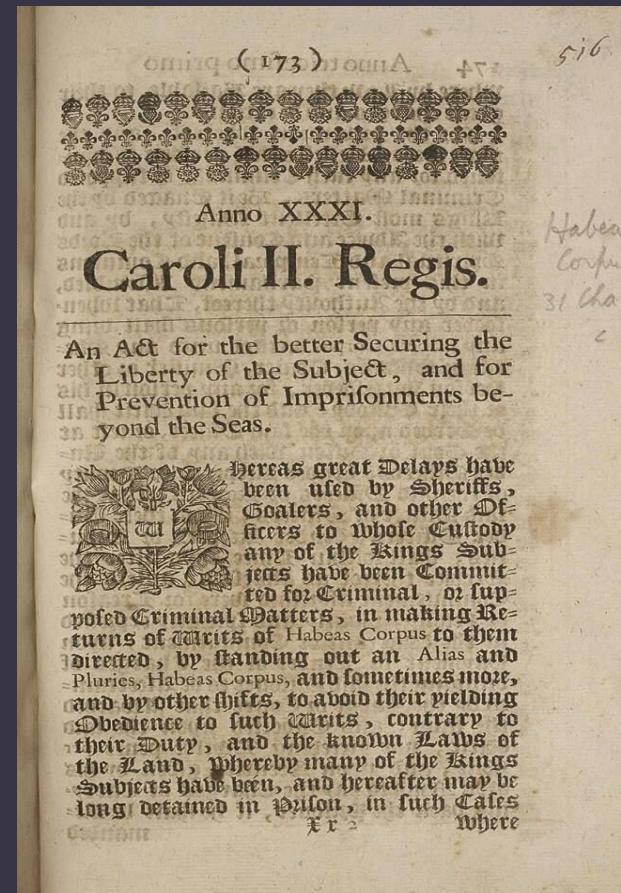 (173)
516
Anno XXXI.
Caroli II. Regis.
Habea
Corpu
31 Cha
c
An Act for the better Securing the
Liberty of the Subject, and for
Prevention of Imprisonments be-
yond the Seas.
Whereas great Delays have
been used by Sheriffs,
Goalers, and other Of-
ficers to whose Custody
any of the Kings Sub-
jects have been Commit-
ted for Criminal, or sup-
posed Criminal Matters, in making Re-
turns of Writs of Habeas Corpus to them
directed, by standing out an Alias and
Pluries, Habeas Corpus, and sometimes more,
and by other shifts, to avoid their yielding
Obedience to such Writs, contrary to
their Duty, and the known Laws of
the Land, whereby many of the Kings
Subjects have been, and hereafter may be
long detained in Prison, in such Cases
Xx 2 where